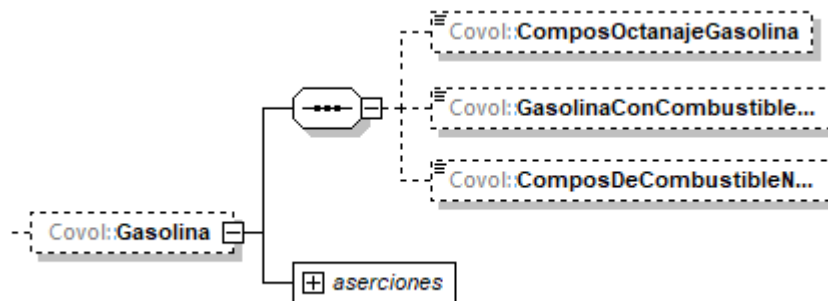 Covol::ComposOctanajeGasolina
Covol::GasolinaConCombustible...
Covol::ComposDeCombustibleN...
Covol::Gasolina
aserciones